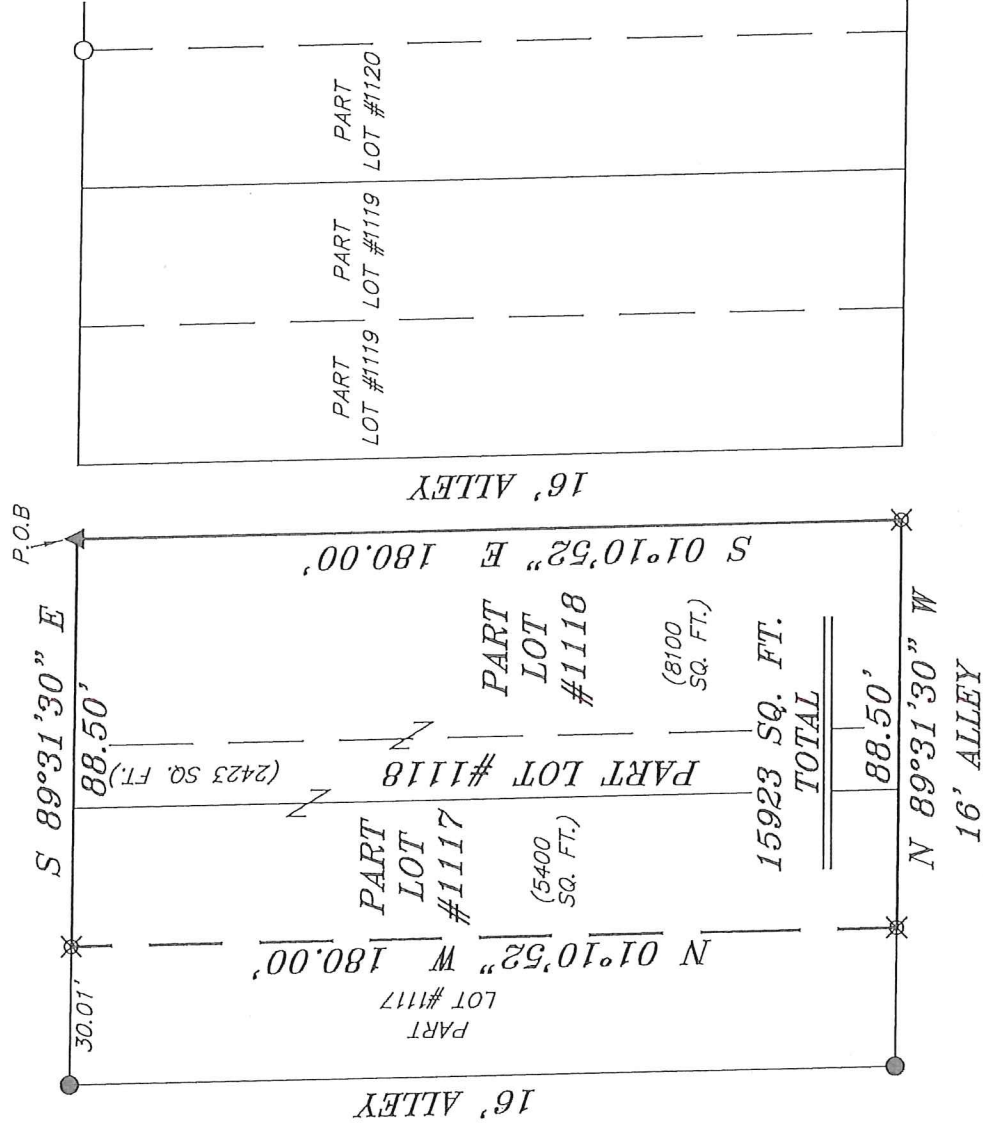 P.O.B
S 89°31'30" E
88.50'
30.01'
(2423 SQ. FT.)
PART
LOT #1120
PART
LOT #1119
PART
LOT #1119
16' ALLEY
S 01°10'52" E 180.00'
PART
LOT
#1118
(8100
SQ. FT.)
PART LOT #1118
PART
LOT
#1117
(5400
SQ. FT.)
15923 SQ. FT.
TOTAL
N 01°10'52" W 180.00'
PART
LOT #1117
16' ALLEY
88.50'
N 89°31'30" W
16' ALLEY